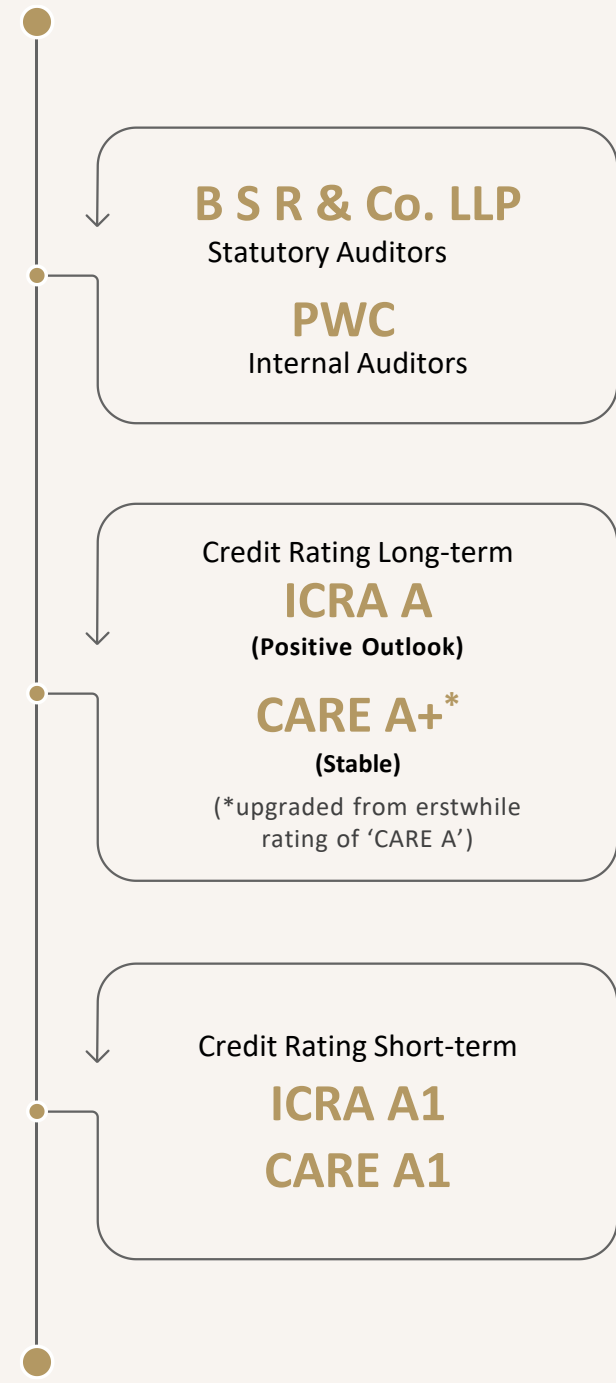 B S R & Co. LLP
Statutory Auditors
PWC
Internal Auditors
Credit Rating Long-term
ICRA A
(Positive Outlook)
CARE A+*
(Stable)
(*upgraded from erstwhile
rating of ‘CARE A’)
Credit Rating Short-term
ICRA A1
CARE A1